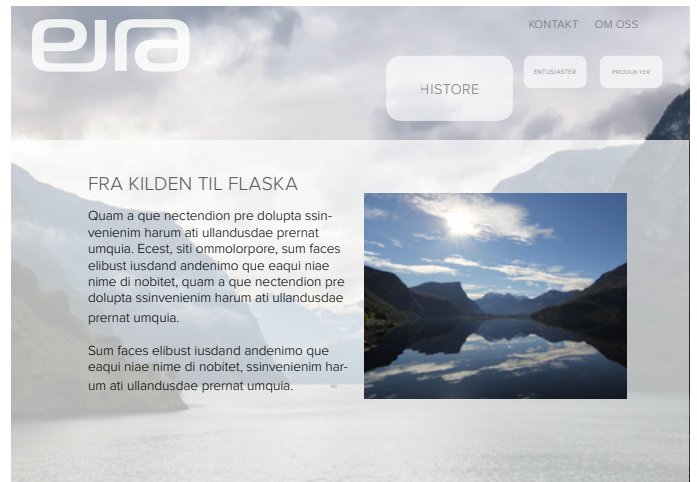 eira
KONTAKT OM OSS
HISTORE
ENTUSIASTER
PRODUKTER
FRA KILDEN TIL FLASKA
Quam a que nectendion pre dolupta ssin-
venienim harum ati ullandusdae prernat
umquia. Ecest, siti ommolorpore, sum faces
elibust iusdand andenimo que eaqui niae
nime di nobitet, quam a que nectendion pre
dolupta ssinvenienim harum ati ullandusdae
prernat umquia.
Sum faces elibust iusdand andenimo que
eaqui niae nime di nobitet, ssinvenienim har-
um ati ullandusdae prernat umquia.